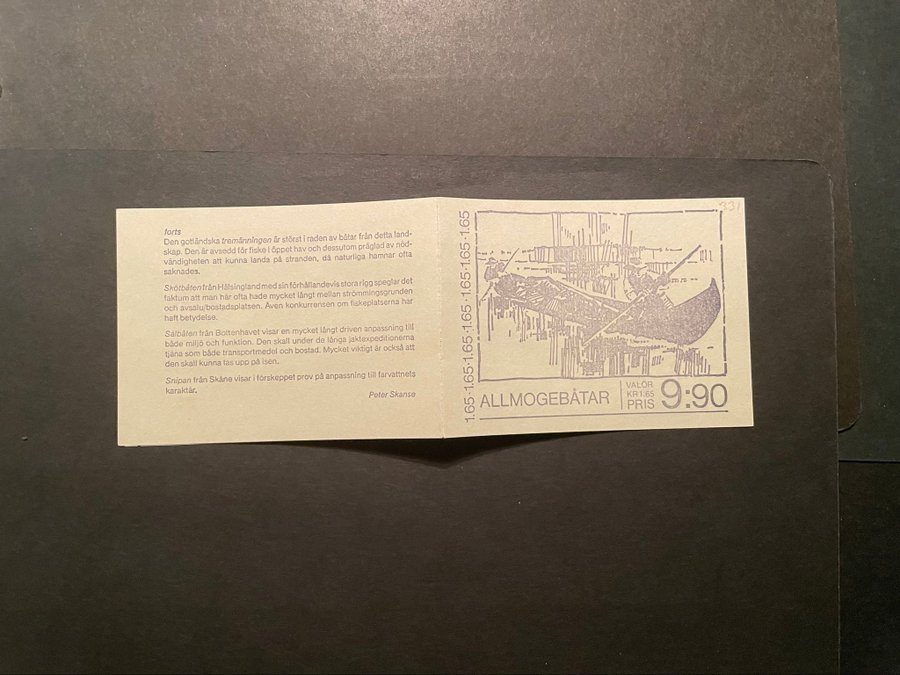 forts
Den gotländska tremänningen är störst i raden av båtar från detta land-
skap. Den är avsedd för fiske i öppet hav och dessutom präglad av nöd-
vändigheten att kunna landa på stranden, då naturliga hamnar ofta
saknades.
Skötbåten från Hälsingland med sin förhållandevis stora rigg speglar det
faktum att man här ofta hade mycket långt mellan strömmingsgrunden
och avsalu/bostadsplatsen. Även konkurrensen om fiskeplatserna har
haft betydelse.
Sälbåten från Bottenhavet visar en mycket långt driven anpassning till
både miljö och funktion. Den skall under de långa jaktexpeditionerna
tjäna som både transportmedel och bostad. Mycket viktigt är också att
den skall kunna tas upp på isen.
Snipan från Skåne visar i förskeppet prov på anpassning till farvattnets
karaktär.
Peter Skanse
1.65·1.65·1.65·1.65·1.65·1.65
331
ALLMOGEBÅTAR
VALÖR
KR 1:65
PRIS 9:90